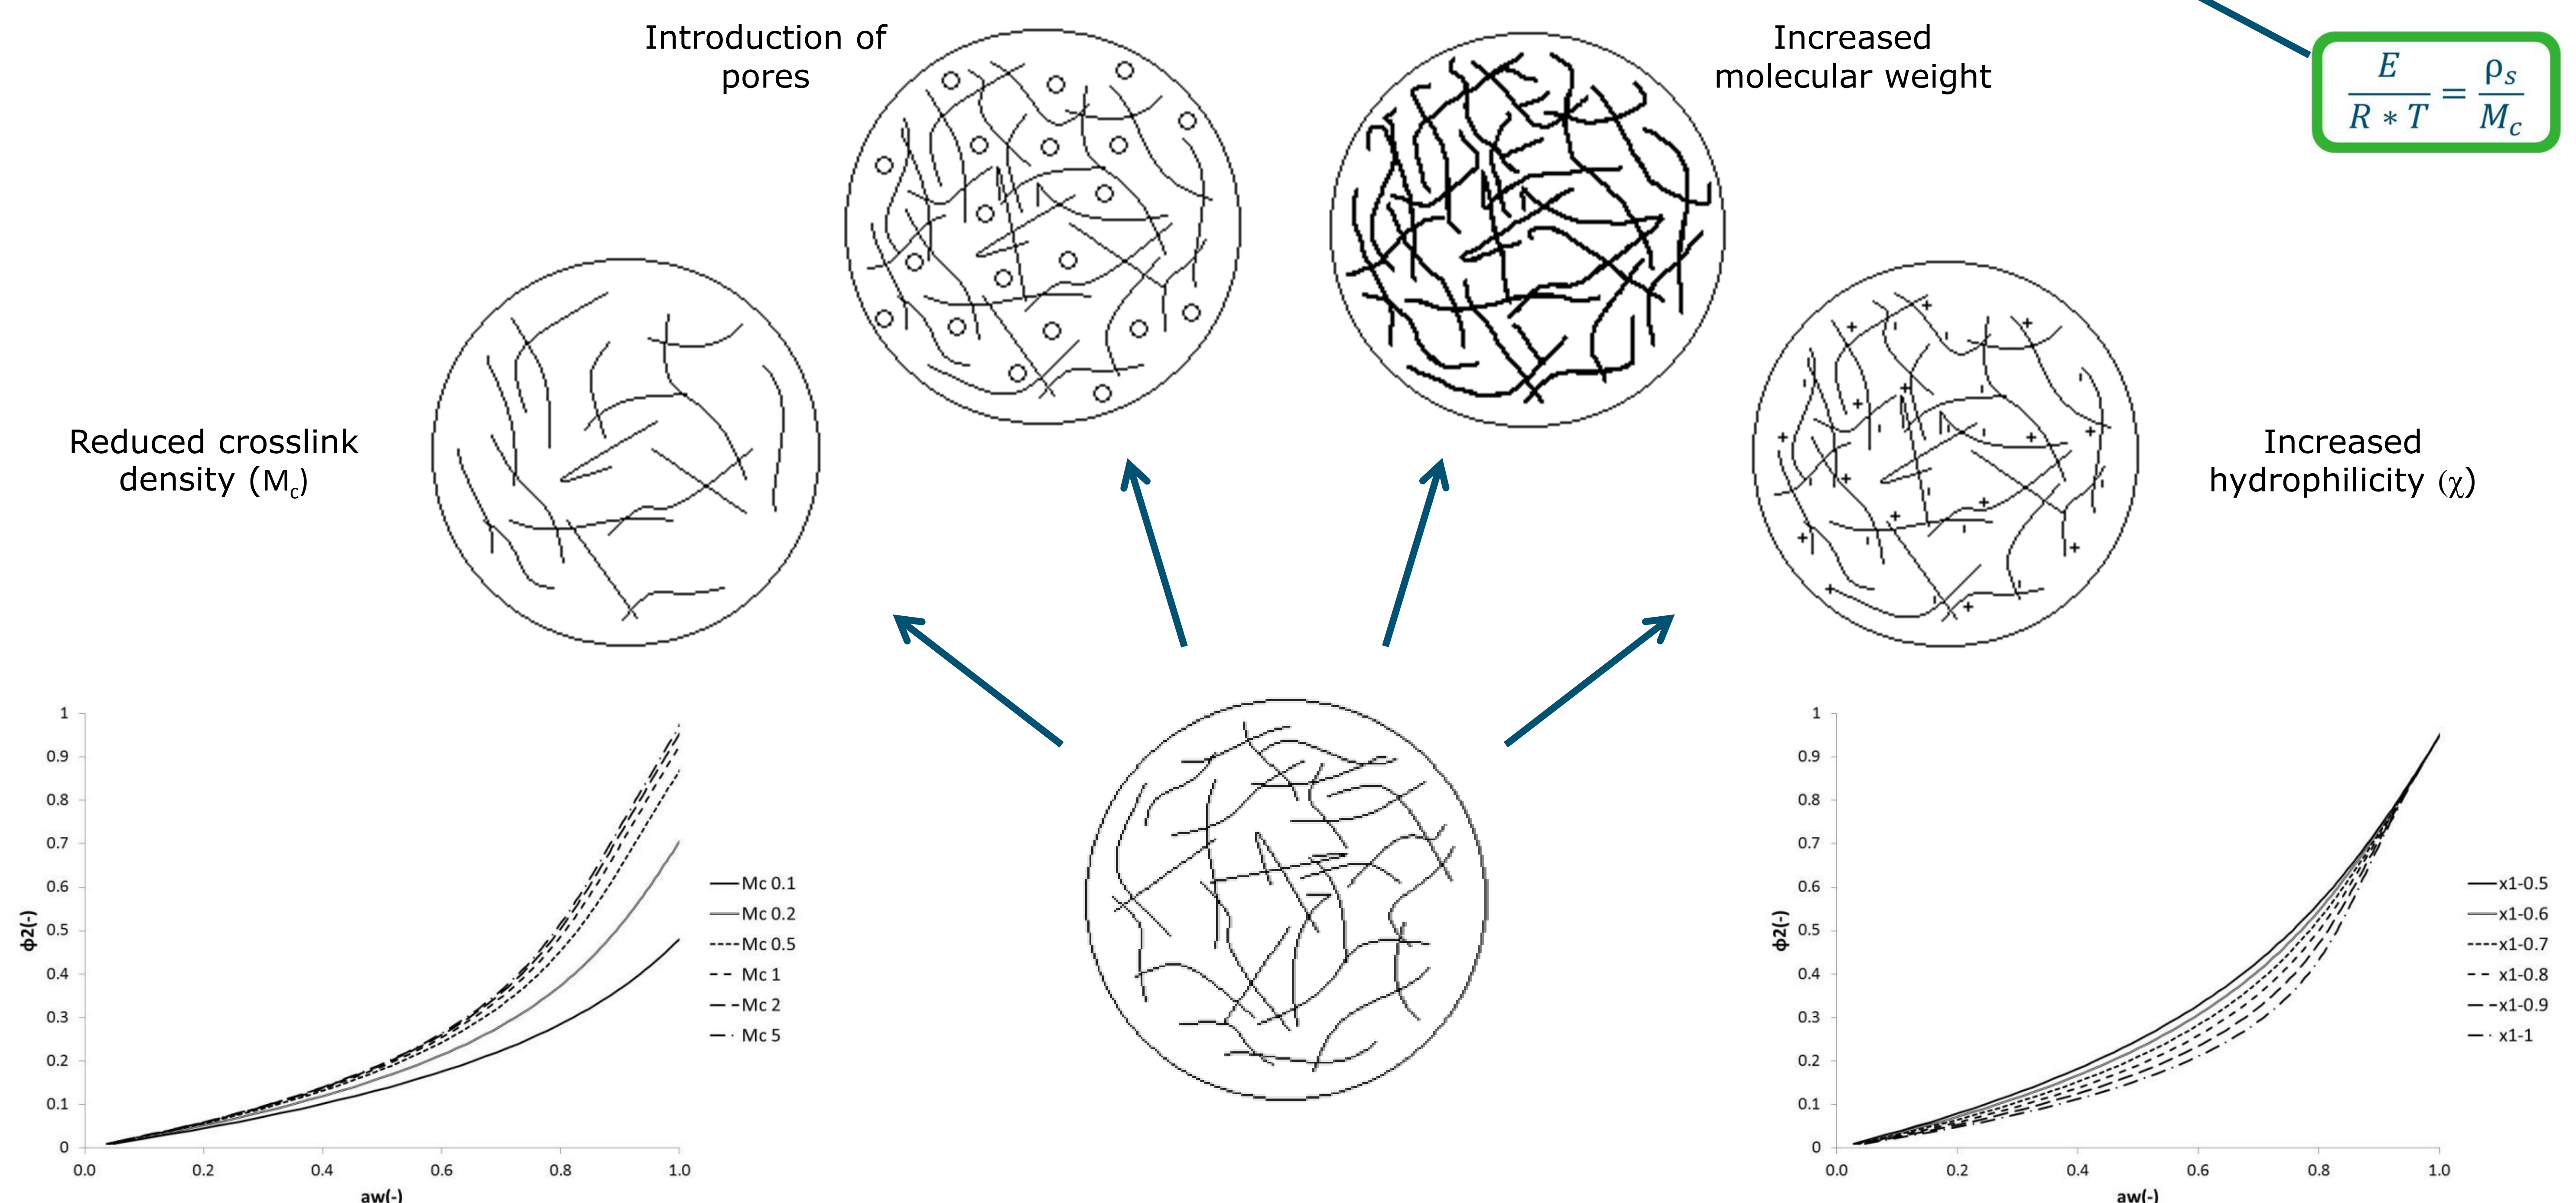 Introduction of
pores
Increased
molecular weight
E / R * T = ρs / Mc
Reduced crosslink
density (Mc)
Increased
hydrophilicity (χ)
1
0.9
0.8
0.7
0.6
0.5
0.4
0.3
0.2
0.1
0
ϕ2(-)
0.0
0.2
0.4
0.6
0.8
1.0
aw(-)
Mc 0.1
Mc 0.2
Mc 0.5
Mc 1
Mc 2
Mc 5
1
0.9
0.8
0.7
0.6
0.5
0.4
0.3
0.2
0.1
0
ϕ2(-)
0.0
0.2
0.4
0.6
0.8
1.0
aw(-)
x1-0.5
x1-0.6
x1-0.7
x1-0.8
x1-0.9
x1-1